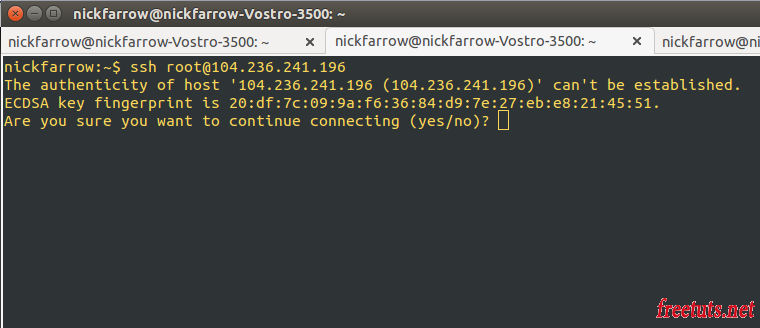 nickfarrow@nickfarrow-Vostro-3500: ~
nickfarrow@nickfarrow-Vostro-3500: ~ × nickfarrow@nickfarrow-Vostro-3500: ~ × nickfarrow@ni
nickfarrow:~$ ssh root@104.236.241.196
The authenticity of host '104.236.241.196 (104.236.241.196)' can't be established.
ECDSA key fingerprint is 20:df:7c:09:9a:f6:36:84:d9:7e:27:eb:e8:21:45:51.
Are you sure you want to continue connecting (yes/no)?
freetuts.net